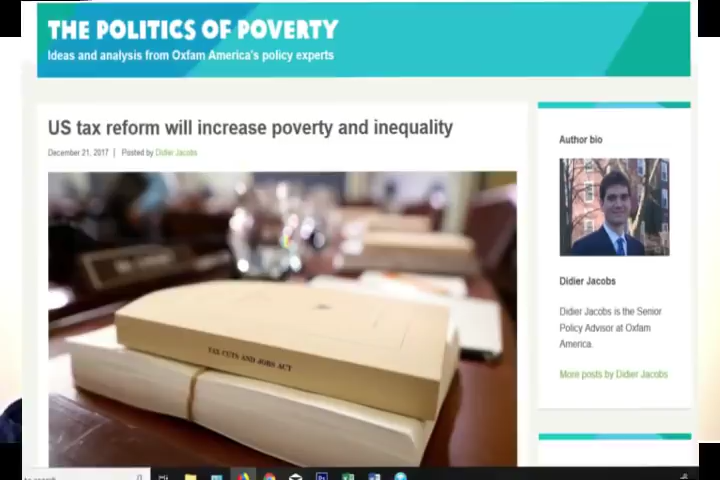 THE POLITICS OF POVERTY
Ideas and analysis from Oxfam America's policy experts
US tax reform will increase poverty and inequality
December 21, 2017 | Posted by Didier Jacobs
TAX CUTS AND JOBS ACT
Author bio
Didier Jacobs
Didier Jacobs is the Senior
Policy Advisor at Oxfam
America.
More posts by Didier Jacobs
search